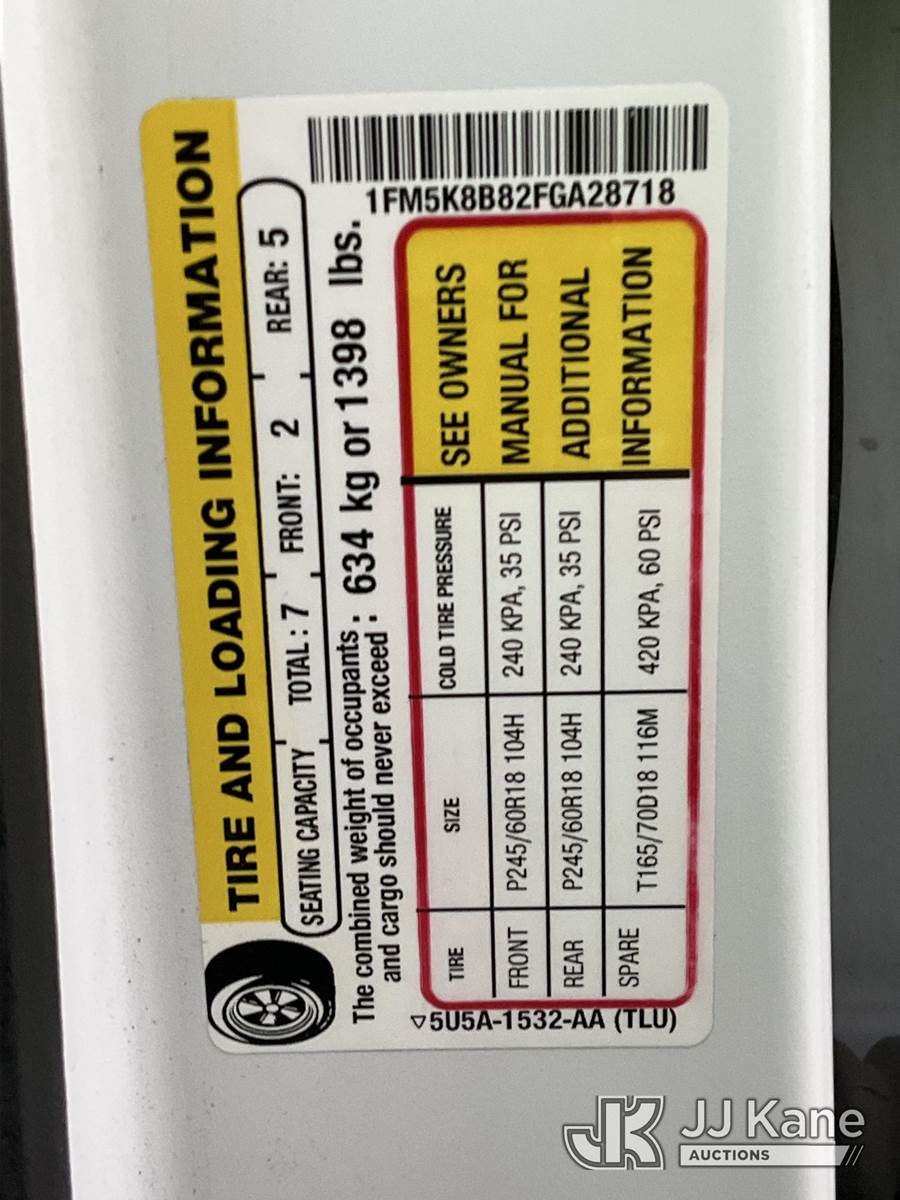 TIRE AND LOADING INFORMATION
SEATING CAPACITY TOTAL : 7 FRONT: 2 REAR: 5
The combined weight of occupants
and cargo should never exceed : 634 kg or 1398 lbs.
1FM5K8B82FGA28718
TIRE SIZE COLD TIRE PRESSURE
FRONT P245/60R18 104H 240 KPA, 35 PSI
REAR P245/60R18 104H 240 KPA, 35 PSI
SPARE T165/70D18 116M 420 KPA, 60 PSI
SEE OWNERS
MANUAL FOR
ADDITIONAL
INFORMATION
▽5U5A-1532-AA (TLU)
JK JJ Kane
AUCTIONS